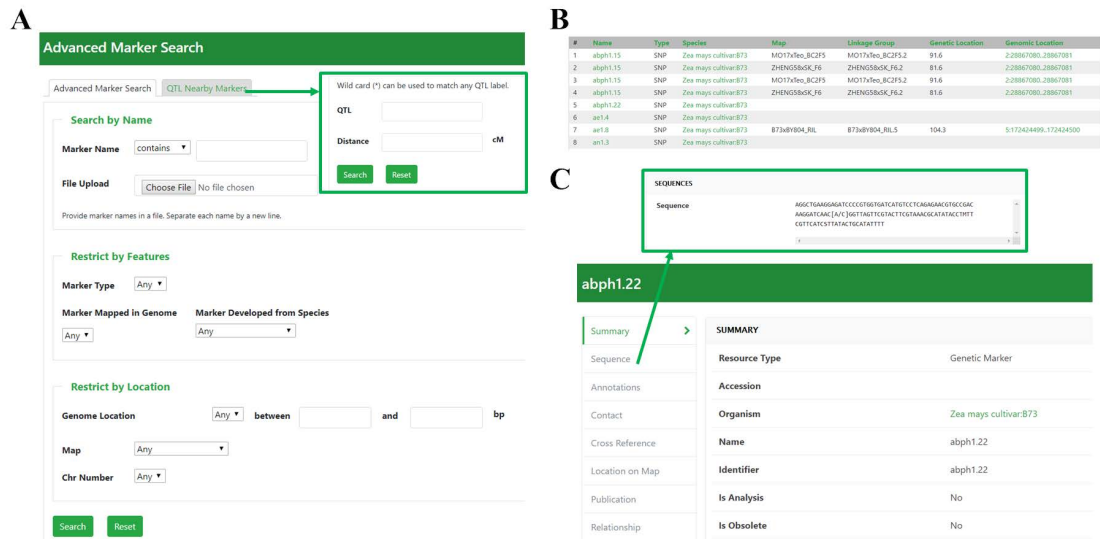 A
Advanced Marker Search
Advanced Marker Search QTL Nearby Markers
Search by Name
Marker Name contains
File Upload Choose File No file chosen
Provide marker names in a file. Separate each name by a new line.
Wild card (*) can be used to match any QTL label.
QTL
Distance cM
Search Reset
Restrict by Features
Marker Type Any
Marker Mapped in Genome Marker Developed from Species
Any Any
Restrict by Location
Genome Location Any between and bp
Map Any
Chr Number Any
Search Reset
B
# Name Type Species Map Linkage Group Genetic Location Genomic Location
1 abph1.15 SNP Zea mays cultivar:B73 MO17xTeo_BC2F5 MO17xTeo_BC2F5.2 91.6 2:28867080..28867081
2 abph1.15 SNP Zea mays cultivar:B73 ZHENG58xSK_F6 ZHENG58xSK_F6.2 81.6 2:28867080..28867081
3 abph1.15 SNP Zea mays cultivar:B73 MO17xTeo_BC2F5 MO17xTeo_BC2F5.2 91.6 2:28867080..28867081
4 abph1.15 SNP Zea mays cultivar:B73 ZHENG58xSK_F6 ZHENG58xSK_F6.2 81.6 2:28867080..28867081
5 abph1.22 SNP Zea mays cultivar:B73
6 ae1.4 SNP Zea mays cultivar:B73
7 ae1.8 SNP Zea mays cultivar:B73 B73xBY804_RIL B73xBY804_RIL.5 104.3 5:172424499..172424500
8 an1.3 SNP Zea mays cultivar:B73
C
SEQUENCES
Sequence AGGCTGAAGGAGATCCCCGTGGTGATCATGTCCTCAGAGAACGTGCCGAC
AAGGATCAAC[A/C]GGTTAGTTCGTACTTCGTAAACGCATATACCTMTT
CGTTCATCSTTATACTGCATATTTT
abph1.22
Summary
Sequence
Annotations
Contact
Cross Reference
Location on Map
Publication
Relationship
SUMMARY
Resource Type Genetic Marker
Accession
Organism Zea mays cultivar:B73
Name abph1.22
Identifier abph1.22
Is Analysis No
Is Obsolete No